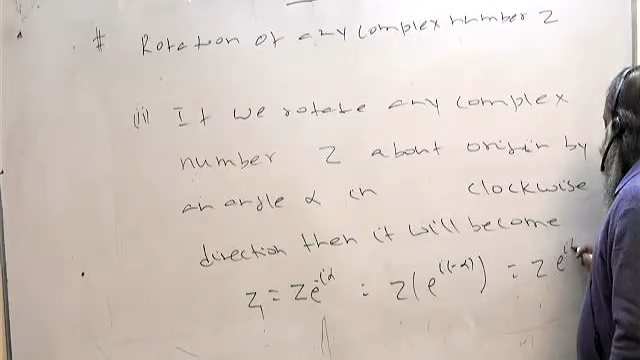 # Rotation of any complex number Z
(ii) If we rotate any complex
number Z about origin by
an angle α in clockwise
direction then it will become
Z₁ = Ze^{-iα} = Z(e^{i(-α)}) = Ze^{i